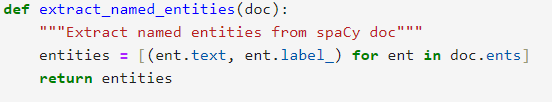 def extract_named_entities(doc):
    """Extract named entities from spaCy doc"""
    entities = [(ent.text, ent.label_) for ent in doc.ents]
    return entities